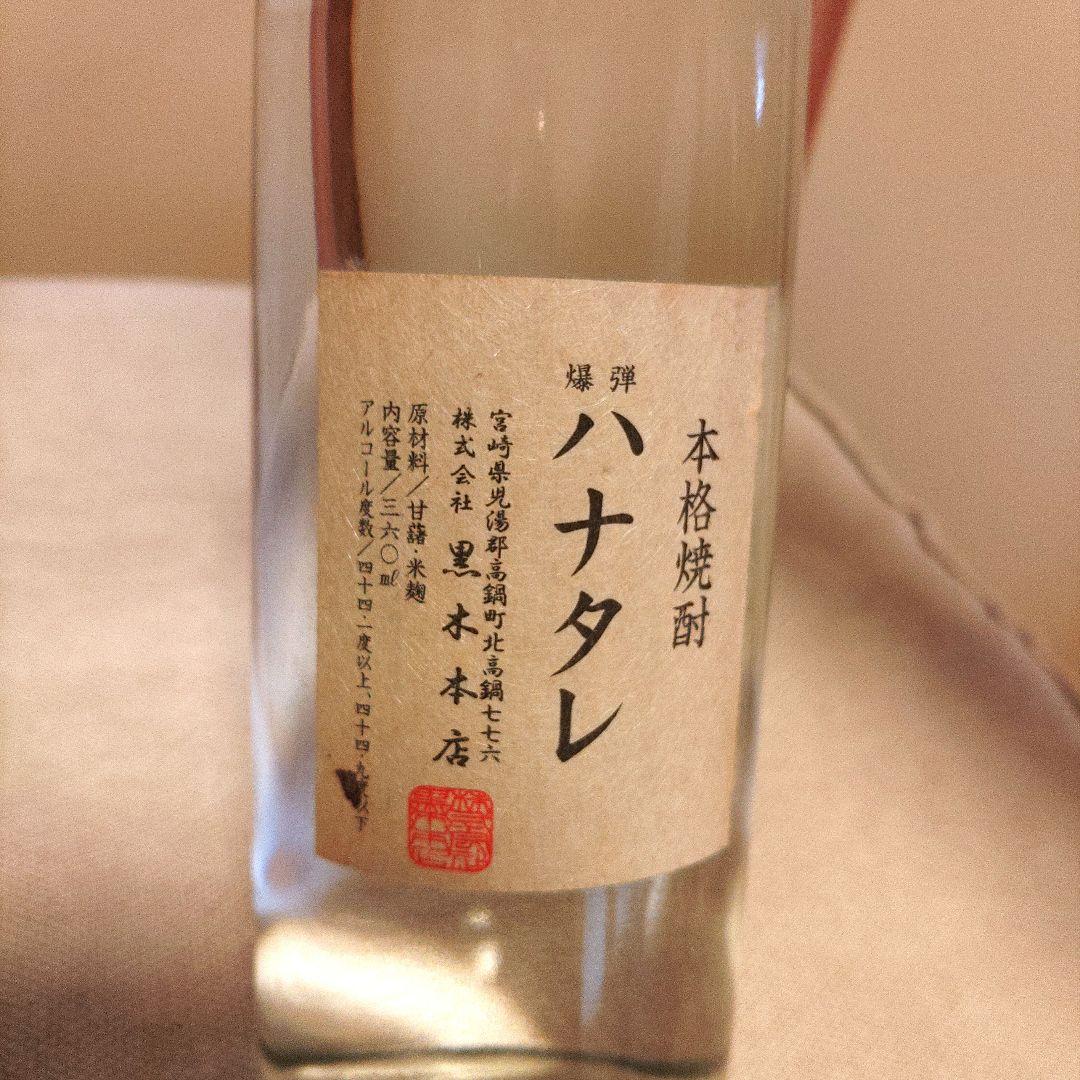 本格焼酎
爆弾
ハナタレ
宮崎県児湯郡高鍋町北高鍋七七六
株式会社 黒木本店
原材料／甘藷・米麹
内容量／三六〇㎖
アルコール度数／四十四・一度以上、四十四・九度以下